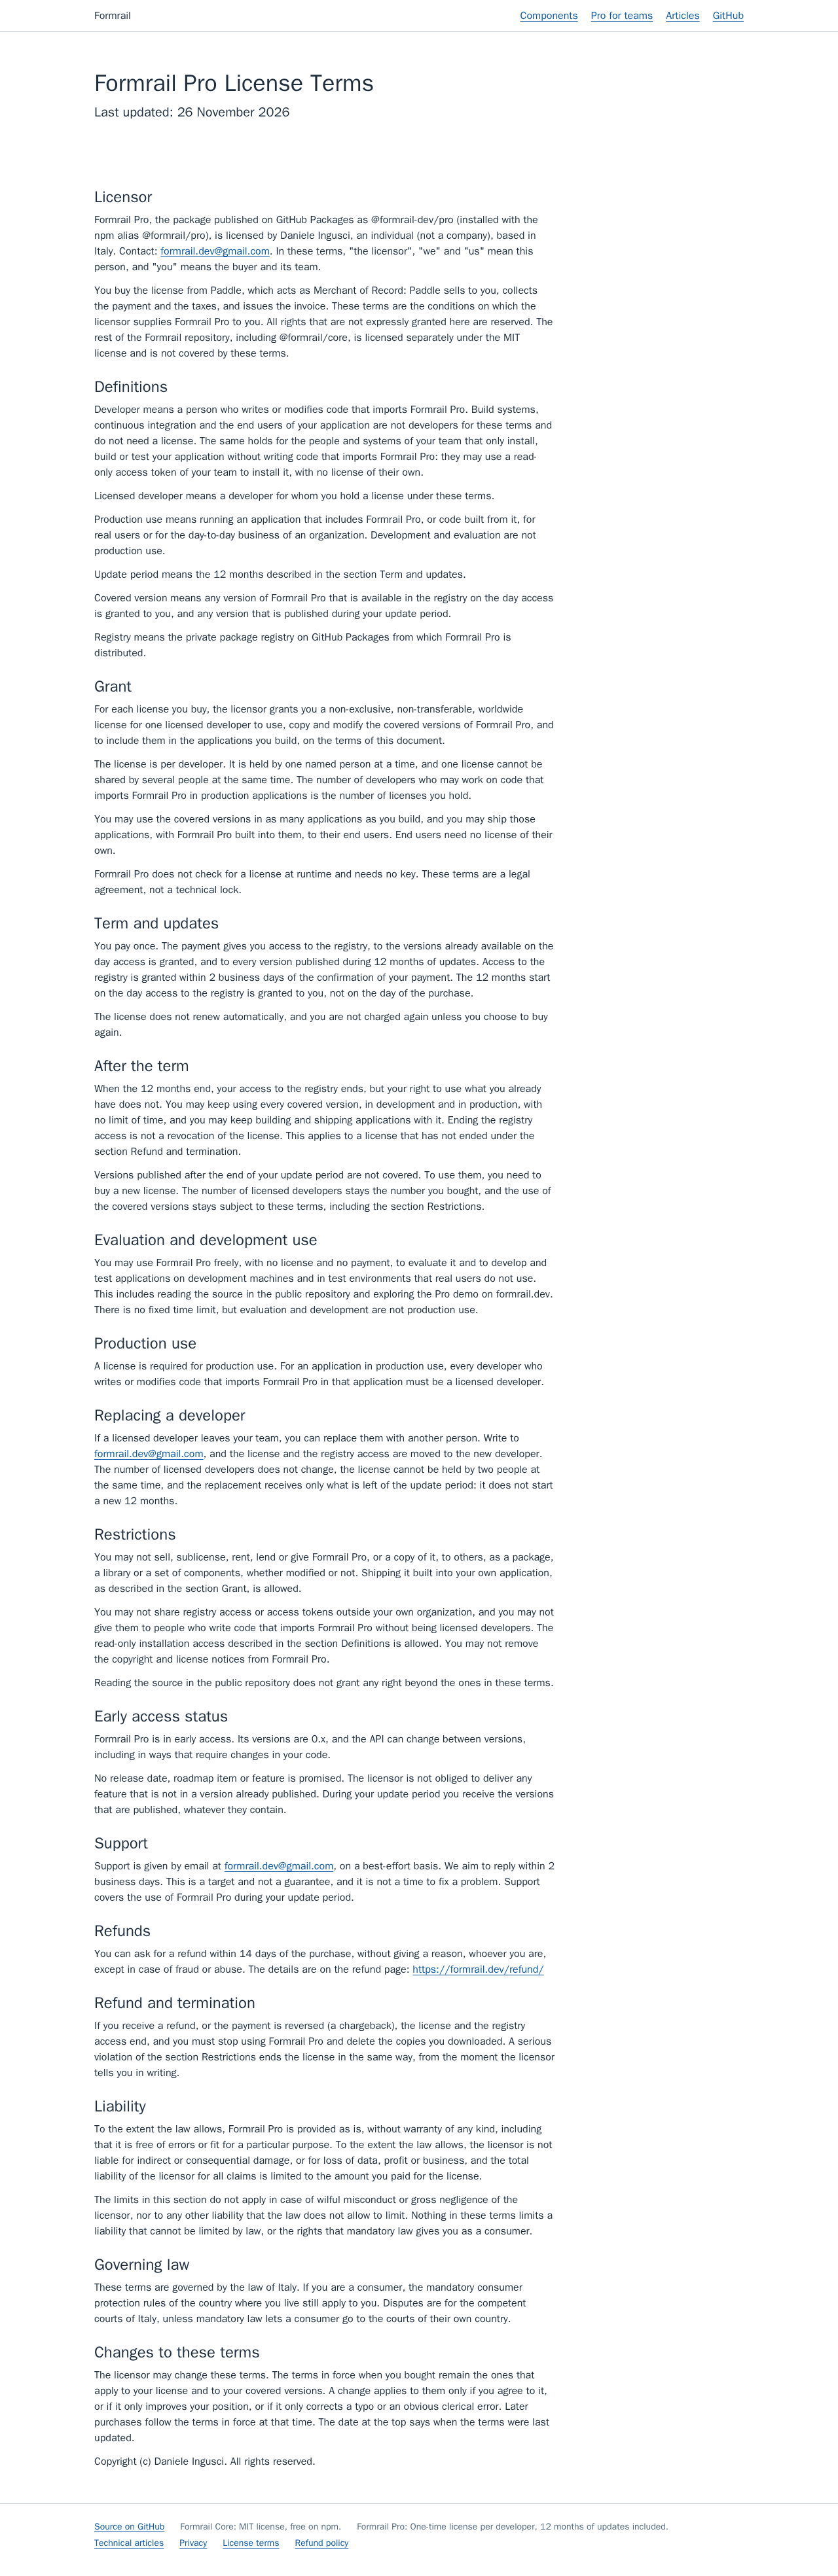 Formrail
Components Pro for teams Articles GitHub
Formrail Pro License Terms
Last updated: 26 November 2026
Licensor
Formrail Pro, the package published on GitHub Packages as @formrail-dev/pro (installed with the
npm alias @formrail/pro), is licensed by Daniele Ingusci, an individual (not a company), based in
Italy. Contact: formrail.dev@gmail.com. In these terms, "the licensor", "we" and "us" mean this
person, and "you" means the buyer and its team.
You buy the license from Paddle, which acts as Merchant of Record: Paddle sells to you, collects
the payment and the taxes, and issues the invoice. These terms are the conditions on which the
licensor supplies Formrail Pro to you. All rights that are not expressly granted here are reserved. The
rest of the Formrail repository, including @formrail/core, is licensed separately under the MIT
license and is not covered by these terms.
Definitions
Developer means a person who writes or modifies code that imports Formrail Pro. Build systems,
continuous integration and the end users of your application are not developers for these terms and
do not need a license. The same holds for the people and systems of your team that only install,
build or test your application without writing code that imports Formrail Pro: they may use a read-
only access token of your team to install it, with no license of their own.
Licensed developer means a developer for whom you hold a license under these terms.
Production use means running an application that includes Formrail Pro, or code built from it, for
real users or for the day-to-day business of an organization. Development and evaluation are not
production use.
Update period means the 12 months described in the section Term and updates.
Covered version means any version of Formrail Pro that is available in the registry on the day access
is granted to you, and any version that is published during your update period.
Registry means the private package registry on GitHub Packages from which Formrail Pro is
distributed.
Grant
For each license you buy, the licensor grants you a non-exclusive, non-transferable, worldwide
license for one licensed developer to use, copy and modify the covered versions of Formrail Pro, and
to include them in the applications you build, on the terms of this document.
The license is per developer. It is held by one named person at a time, and one license cannot be
shared by several people at the same time. The number of developers who may work on code that
imports Formrail Pro in production applications is the number of licenses you hold.
You may use the covered versions in as many applications as you build, and you may ship those
applications, with Formrail Pro built into them, to their end users. End users need no license of their
own.
Formrail Pro does not check for a license at runtime and needs no key. These terms are a legal
agreement, not a technical lock.
Term and updates
You pay once. The payment gives you access to the registry, to the versions already available on the
day access is granted, and to every version published during 12 months of updates. Access to the
registry is granted within 2 business days of the confirmation of your payment. The 12 months start
on the day access to the registry is granted to you, not on the day of the purchase.
The license does not renew automatically, and you are not charged again unless you choose to buy
again.
After the term
When the 12 months end, your access to the registry ends, but your right to use what you already
have does not. You may keep using every covered version, in development and in production, with
no limit of time, and you may keep building and shipping applications with it. Ending the registry
access is not a revocation of the license. This applies to a license that has not ended under the
section Refund and termination.
Versions published after the end of your update period are not covered. To use them, you need to
buy a new license. The number of licensed developers stays the number you bought, and the use of
the covered versions stays subject to these terms, including the section Restrictions.
Evaluation and development use
You may use Formrail Pro freely, with no license and no payment, to evaluate it and to develop and
test applications on development machines and in test environments that real users do not use.
This includes reading the source in the public repository and exploring the Pro demo on formrail.dev.
There is no fixed time limit, but evaluation and development are not production use.
Production use
A license is required for production use. For an application in production use, every developer who
writes or modifies code that imports Formrail Pro in that application must be a licensed developer.
Replacing a developer
If a licensed developer leaves your team, you can replace them with another person. Write to
formrail.dev@gmail.com, and the license and the registry access are moved to the new developer.
The number of licensed developers does not change, the license cannot be held by two people at
the same time, and the replacement receives only what is left of the update period: it does not start
a new 12 months.
Restrictions
You may not sell, sublicense, rent, lend or give Formrail Pro, or a copy of it, to others, as a package,
a library or a set of components, whether modified or not. Shipping it built into your own application,
as described in the section Grant, is allowed.
You may not share registry access or access tokens outside your own organization, and you may not
give them to people who write code that imports Formrail Pro without being licensed developers. The
read-only installation access described in the section Definitions is allowed. You may not remove
the copyright and license notices from Formrail Pro.
Reading the source in the public repository does not grant any right beyond the ones in these terms.
Early access status
Formrail Pro is in early access. Its versions are 0.x, and the API can change between versions,
including in ways that require changes in your code.
No release date, roadmap item or feature is promised. The licensor is not obliged to deliver any
feature that is not in a version already published. During your update period you receive the versions
that are published, whatever they contain.
Support
Support is given by email at formrail.dev@gmail.com, on a best-effort basis. We aim to reply within 2
business days. This is a target and not a guarantee, and it is not a time to fix a problem. Support
covers the use of Formrail Pro during your update period.
Refunds
You can ask for a refund within 14 days of the purchase, without giving a reason, whoever you are,
except in case of fraud or abuse. The details are on the refund page: https://formrail.dev/refund/
Refund and termination
If you receive a refund, or the payment is reversed (a chargeback), the license and the registry
access end, and you must stop using Formrail Pro and delete the copies you downloaded. A serious
violation of the section Restrictions ends the license in the same way, from the moment the licensor
tells you in writing.
Liability
To the extent the law allows, Formrail Pro is provided as is, without warranty of any kind, including
that it is free of errors or fit for a particular purpose. To the extent the law allows, the licensor is not
liable for indirect or consequential damage, or for loss of data, profit or business, and the total
liability of the licensor for all claims is limited to the amount you paid for the license.
The limits in this section do not apply in case of wilful misconduct or gross negligence of the
licensor, nor to any other liability that the law does not allow to limit. Nothing in these terms limits a
liability that cannot be limited by law, or the rights that mandatory law gives you as a consumer.
Governing law
These terms are governed by the law of Italy. If you are a consumer, the mandatory consumer
protection rules of the country where you live still apply to you. Disputes are for the competent
courts of Italy, unless mandatory law lets a consumer go to the courts of their own country.
Changes to these terms
The licensor may change these terms. The terms in force when you bought remain the ones that
apply to your license and to your covered versions. A change applies to them only if you agree to it,
or if it only improves your position, or if it only corrects a typo or an obvious clerical error. Later
purchases follow the terms in force at that time. The date at the top says when the terms were last
updated.
Copyright (c) Daniele Ingusci. All rights reserved.
Source on GitHub Formrail Core: MIT license, free on npm. Formrail Pro: One-time license per developer, 12 months of updates included.
Technical articles Privacy License terms Refund policy